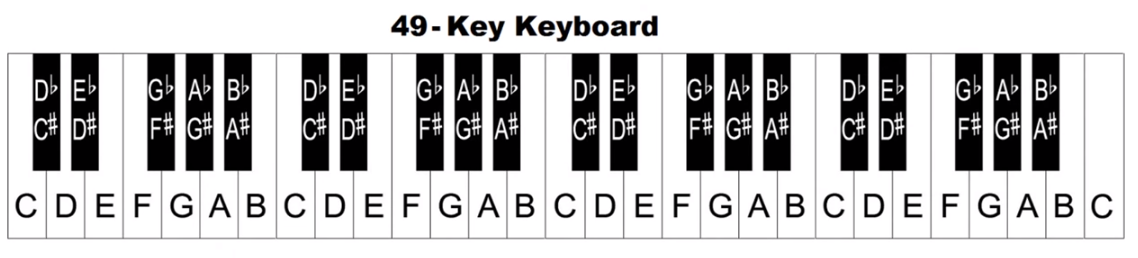 49-Key Keyboard
D♭ E♭ G♭ A♭ B♭ D♭ E♭ G♭ A♭ B♭ D♭ E♭ G♭ A♭ B♭ D♭ E♭ G♭ A♭ B♭
C# D# F# G# A# C# D# F# G# A# C# D# F# G# A# C# D# F# G# A#
C D E F G A B C D E F G A B C D E F G A B C D E F G A B C